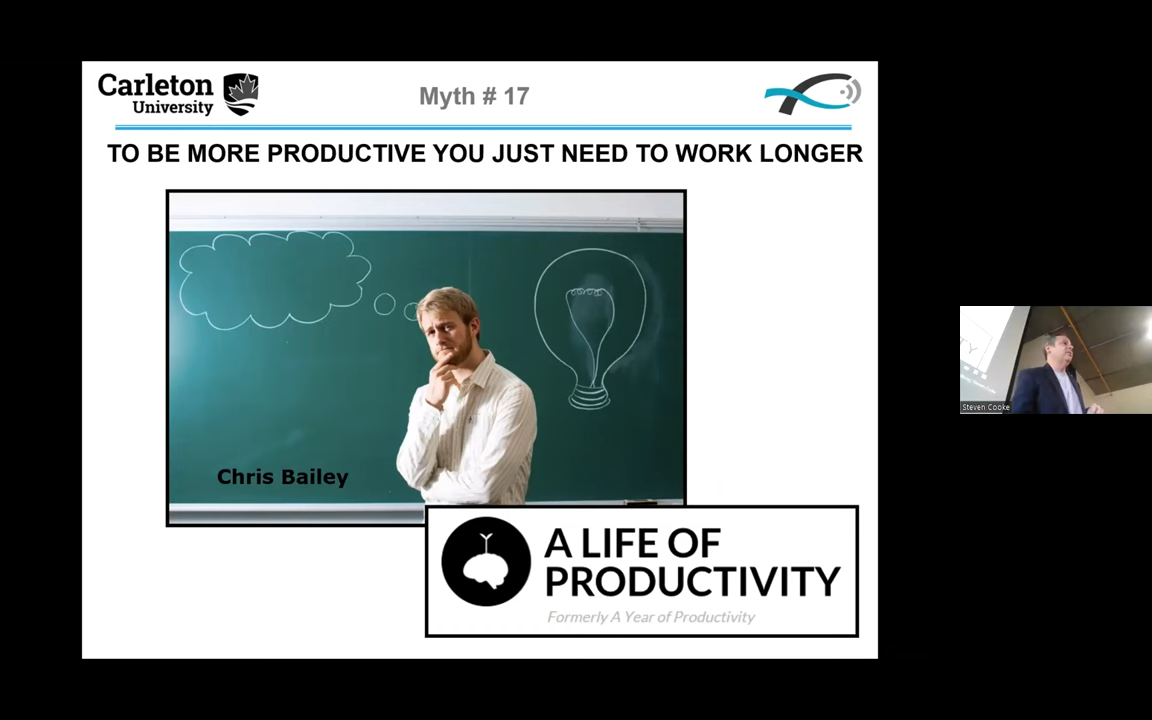 Carleton
University
Myth # 17
TO BE MORE PRODUCTIVE YOU JUST NEED TO WORK LONGER
Chris Bailey
A LIFE OF
PRODUCTIVITY
Formerly A Year of Productivity
TY
Steven Cooke